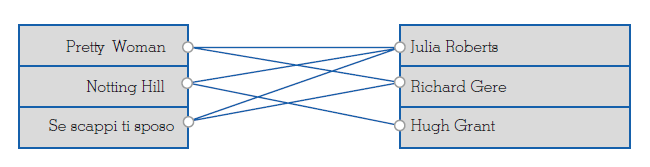 Pretty Woman
Julia Roberts
Notting Hill
Richard Gere
Se scappi ti sposo
Hugh Grant